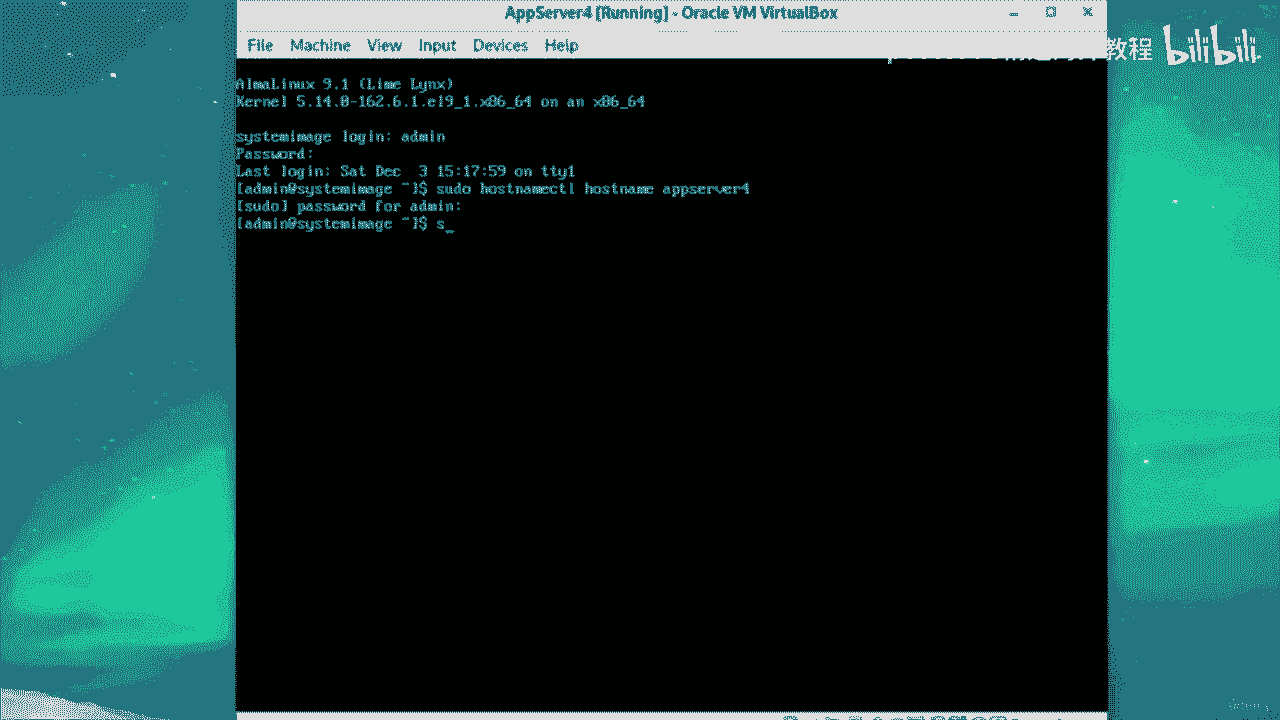 AppServer4 [Running] - Oracle VM VirtualBox
File Machine View Input Devices Help
教程 bilibili
AlmaLinux 9.1 (Lime Lynx)
Kernel 5.14.0-162.6.1.el9_1.x86_64 on an x86_64
systemimage login: admin
Password:
Last login: Sat Dec  3 15:17:59 on tty1
[admin@systemimage ~]$ sudo hostnamectl hostname appserver4
[sudo] password for admin:
[admin@systemimage ~]$ s_